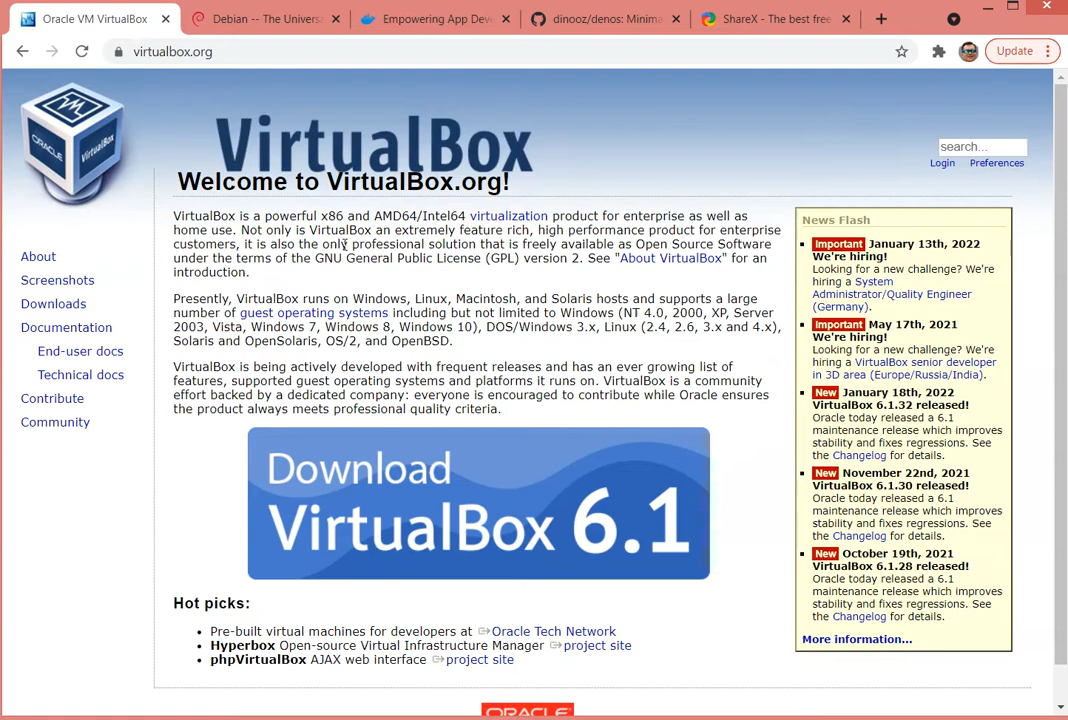 Oracle VM VirtualBox
Debian -- The Universa
Empowering App Dev
dinooz/denos: Minima
ShareX - The best free
virtualbox.org
Update
ORACLE
VirtualBox
VirtualBox
search...
Login Preferences
Welcome to VirtualBox.org!
About
Screenshots
Downloads
Documentation
End-user docs
Technical docs
Contribute
Community
VirtualBox is a powerful x86 and AMD64/Intel64 virtualization product for enterprise as well as
home use. Not only is VirtualBox an extremely feature rich, high performance product for enterprise
customers, it is also the only professional solution that is freely available as Open Source Software
under the terms of the GNU General Public License (GPL) version 2. See "About VirtualBox" for an
introduction.
Presently, VirtualBox runs on Windows, Linux, Macintosh, and Solaris hosts and supports a large
number of guest operating systems including but not limited to Windows (NT 4.0, 2000, XP, Server
2003, Vista, Windows 7, Windows 8, Windows 10), DOS/Windows 3.x, Linux (2.4, 2.6, 3.x and 4.x),
Solaris and OpenSolaris, OS/2, and OpenBSD.
VirtualBox is being actively developed with frequent releases and has an ever growing list of
features, supported guest operating systems and platforms it runs on. VirtualBox is a community
effort backed by a dedicated company: everyone is encouraged to contribute while Oracle ensures
the product always meets professional quality criteria.
Download
VirtualBox 6.1
Hot picks:
• Pre-built virtual machines for developers at Oracle Tech Network
• Hyperbox Open-source Virtual Infrastructure Manager project site
• phpVirtualBox AJAX web interface project site
News Flash
Important January 13th, 2022
We're hiring!
Looking for a new challenge? We're
hiring a System
Administrator/Quality Engineer
(Germany).
Important May 17th, 2021
We're hiring!
Looking for a new challenge? We're
hiring a VirtualBox senior developer
in 3D area (Europe/Russia/India).
New January 18th, 2022
VirtualBox 6.1.32 released!
Oracle today released a 6.1
maintenance release which improves
stability and fixes regressions. See
the Changelog for details.
New November 22nd, 2021
VirtualBox 6.1.30 released!
Oracle today released a 6.1
maintenance release which improves
stability and fixes regressions. See
the Changelog for details.
New October 19th, 2021
VirtualBox 6.1.28 released!
Oracle today released a 6.1
maintenance release which improves
stability and fixes regressions. See
the Changelog for details.
More information...
ORACLE